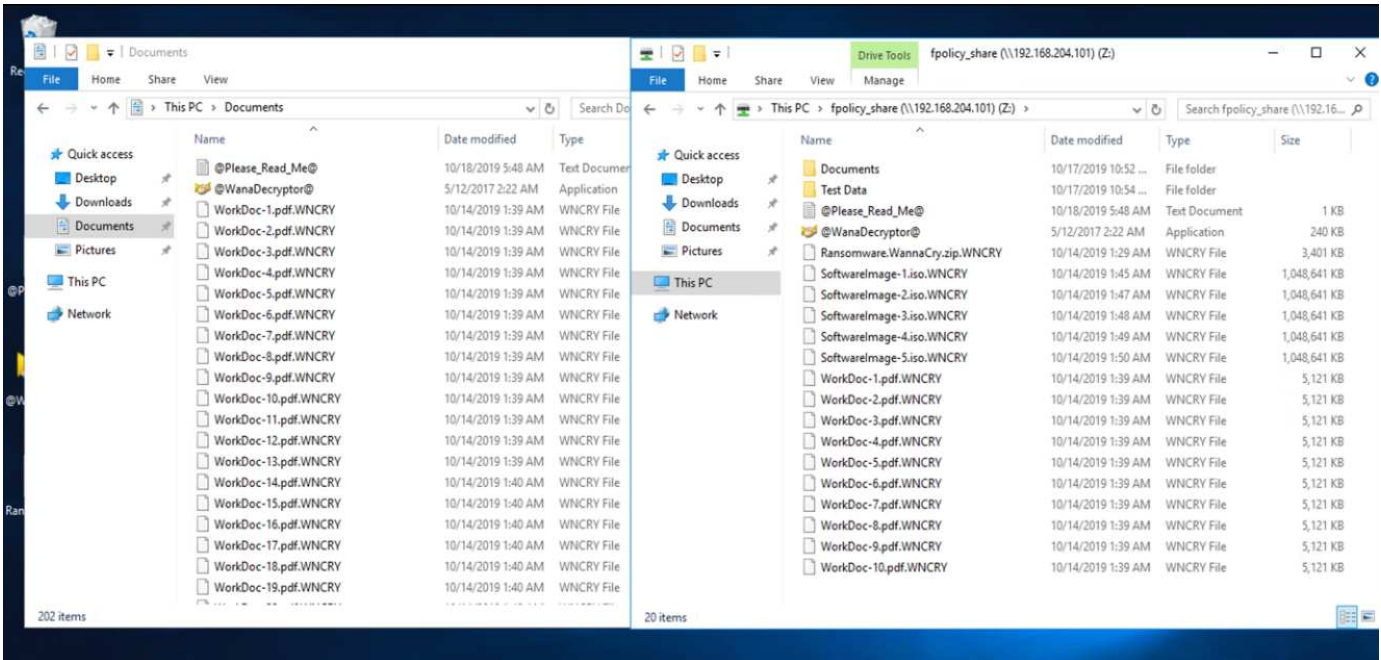 Documents
File Home Share View
This PC > Documents
Search Do
Name Date modified Type
Quick access
Desktop
Downloads
Documents
Pictures
This PC
Network
@Please_Read_Me@ 10/18/2019 5:48 AM Text Documen
@WanaDecryptor@ 5/12/2017 2:22 AM Application
WorkDoc-1.pdf.WNCRY 10/14/2019 1:39 AM WNCRY File
WorkDoc-2.pdf.WNCRY 10/14/2019 1:39 AM WNCRY File
WorkDoc-3.pdf.WNCRY 10/14/2019 1:39 AM WNCRY File
WorkDoc-4.pdf.WNCRY 10/14/2019 1:39 AM WNCRY File
WorkDoc-5.pdf.WNCRY 10/14/2019 1:39 AM WNCRY File
WorkDoc-6.pdf.WNCRY 10/14/2019 1:39 AM WNCRY File
WorkDoc-7.pdf.WNCRY 10/14/2019 1:39 AM WNCRY File
WorkDoc-8.pdf.WNCRY 10/14/2019 1:39 AM WNCRY File
WorkDoc-9.pdf.WNCRY 10/14/2019 1:39 AM WNCRY File
WorkDoc-10.pdf.WNCRY 10/14/2019 1:39 AM WNCRY File
WorkDoc-11.pdf.WNCRY 10/14/2019 1:39 AM WNCRY File
WorkDoc-12.pdf.WNCRY 10/14/2019 1:39 AM WNCRY File
WorkDoc-13.pdf.WNCRY 10/14/2019 1:39 AM WNCRY File
WorkDoc-14.pdf.WNCRY 10/14/2019 1:40 AM WNCRY File
WorkDoc-15.pdf.WNCRY 10/14/2019 1:40 AM WNCRY File
WorkDoc-16.pdf.WNCRY 10/14/2019 1:40 AM WNCRY File
WorkDoc-17.pdf.WNCRY 10/14/2019 1:40 AM WNCRY File
WorkDoc-18.pdf.WNCRY 10/14/2019 1:40 AM WNCRY File
WorkDoc-19.pdf.WNCRY 10/14/2019 1:40 AM WNCRY File
202 items
Drive Tools fpolicy_share (\\192.168.204.101) (Z:)
File Home Share View Manage
This PC > fpolicy_share (\\192.168.204.101) (Z:) >
Search fpolicy_share (\\192.16...
Name Date modified Type Size
Quick access
Desktop
Downloads
Documents
Pictures
This PC
Network
Documents 10/17/2019 10:52 ... File folder
Test Data 10/17/2019 10:54 ... File folder
@Please_Read_Me@ 10/18/2019 5:48 AM Text Document 1 KB
@WanaDecryptor@ 5/12/2017 2:22 AM Application 240 KB
Ransomware.WannaCry.zip.WNCRY 10/14/2019 1:29 AM WNCRY File 3,401 KB
SoftwareImage-1.iso.WNCRY 10/14/2019 1:45 AM WNCRY File 1,048,641 KB
SoftwareImage-2.iso.WNCRY 10/14/2019 1:47 AM WNCRY File 1,048,641 KB
SoftwareImage-3.iso.WNCRY 10/14/2019 1:48 AM WNCRY File 1,048,641 KB
SoftwareImage-4.iso.WNCRY 10/14/2019 1:49 AM WNCRY File 1,048,641 KB
SoftwareImage-5.iso.WNCRY 10/14/2019 1:50 AM WNCRY File 1,048,641 KB
WorkDoc-1.pdf.WNCRY 10/14/2019 1:39 AM WNCRY File 5,121 KB
WorkDoc-2.pdf.WNCRY 10/14/2019 1:39 AM WNCRY File 5,121 KB
WorkDoc-3.pdf.WNCRY 10/14/2019 1:39 AM WNCRY File 5,121 KB
WorkDoc-4.pdf.WNCRY 10/14/2019 1:39 AM WNCRY File 5,121 KB
WorkDoc-5.pdf.WNCRY 10/14/2019 1:39 AM WNCRY File 5,121 KB
WorkDoc-6.pdf.WNCRY 10/14/2019 1:39 AM WNCRY File 5,121 KB
WorkDoc-7.pdf.WNCRY 10/14/2019 1:39 AM WNCRY File 5,121 KB
WorkDoc-8.pdf.WNCRY 10/14/2019 1:39 AM WNCRY File 5,121 KB
WorkDoc-9.pdf.WNCRY 10/14/2019 1:39 AM WNCRY File 5,121 KB
WorkDoc-10.pdf.WNCRY 10/14/2019 1:39 AM WNCRY File 5,121 KB
20 items
Re
@P
@W
Ran